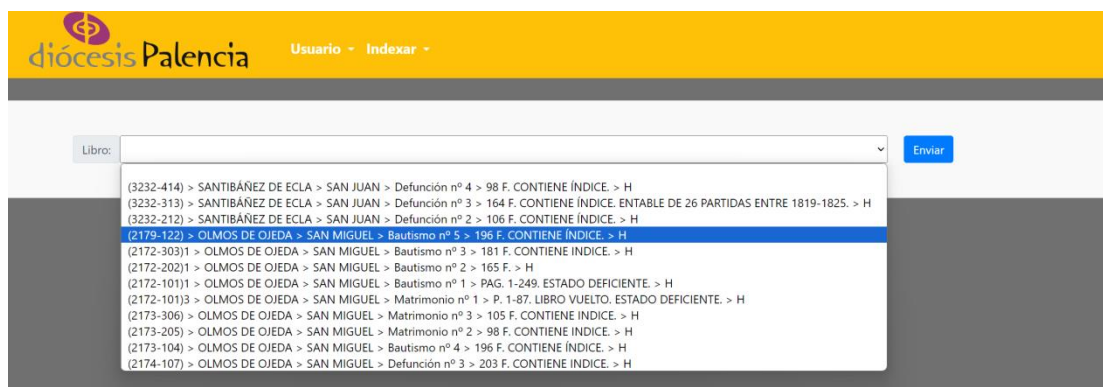 diócesis Palencia
Usuario Indexar
Libro:
Enviar
(3232-414) > SANTIBÁÑEZ DE ECLA > SAN JUAN > Defunción nº 4 > 98 F. CONTIENE ÍNDICE. > H
(3232-313) > SANTIBÁÑEZ DE ECLA > SAN JUAN > Defunción nº 3 > 164 F. CONTIENE ÍNDICE. ENTABLE DE 26 PARTIDAS ENTRE 1819-1825. > H
(3232-212) > SANTIBÁÑEZ DE ECLA > SAN JUAN > Defunción nº 2 > 106 F. CONTIENE ÍNDICE. > H
(2179-122) > OLMOS DE OJEDA > SAN MIGUEL > Bautismo nº 5 > 196 F. CONTIENE ÍNDICE. > H
(2172-303)1 > OLMOS DE OJEDA > SAN MIGUEL > Bautismo nº 3 > 181 F. CONTIENE INDICE. > H
(2172-202)1 > OLMOS DE OJEDA > SAN MIGUEL > Bautismo nº 2 > 165 F. > H
(2172-101)1 > OLMOS DE OJEDA > SAN MIGUEL > Bautismo nº 1 > PAG. 1-249. ESTADO DEFICIENTE. > H
(2172-101)3 > OLMOS DE OJEDA > SAN MIGUEL > Matrimonio nº 1 > P. 1-87. LIBRO VUELTO. ESTADO DEFICIENTE. > H
(2173-306) > OLMOS DE OJEDA > SAN MIGUEL > Matrimonio nº 3 > 105 F. CONTIENE INDICE. > H
(2173-205) > OLMOS DE OJEDA > SAN MIGUEL > Matrimonio nº 2 > 98 F. CONTIENE INDICE. > H
(2173-104) > OLMOS DE OJEDA > SAN MIGUEL > Bautismo nº 4 > 196 F. CONTIENE ÍNDICE. > H
(2174-107) > OLMOS DE OJEDA > SAN MIGUEL > Defunción nº 3 > 203 F. CONTIENE INDICE. > H